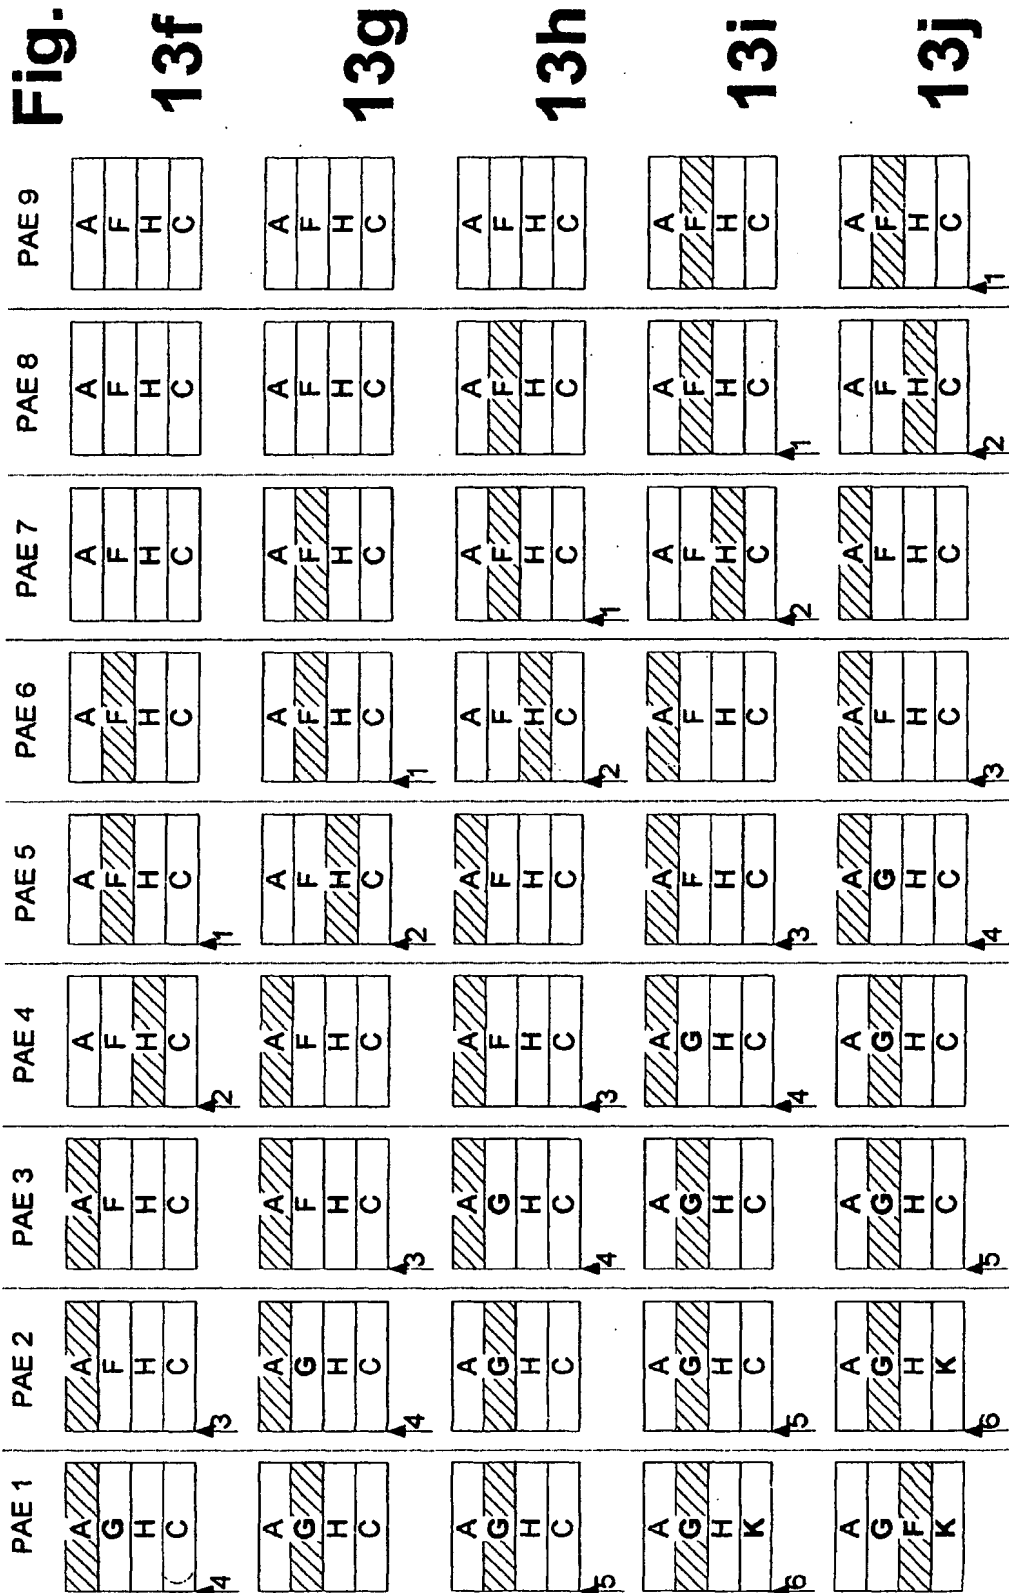 PAE 1 PAE 2 PAE 3 PAE 4 PAE 5 PAE 6 PAE 7 PAE 8 PAE 9 Fig.
A A A A A A A A A
G F F F F F F F F
H H H H H H H H H
C C C C C C C C C
13f
4 3 2 1
A A A A A A A A A
G G F F F F F F F
H H H H H H H H H
C C C C C C C C C
13g
4 3 2 1
A A A A A A A A A
G G G F F F F F F
H H H H H H H H H
C C C C C C C C C
13h
5 4 3 2 1
A A A A A A A A A
G G G G F F F F F
H H H H H H H H H
K C C C C C C C C
13i
6 5 4 3 2 1
A A A A A A A A A
G G G G G F F F F
F H H H H H H H H
K K C C C C C C C
13j
6 5 4 3 2 1